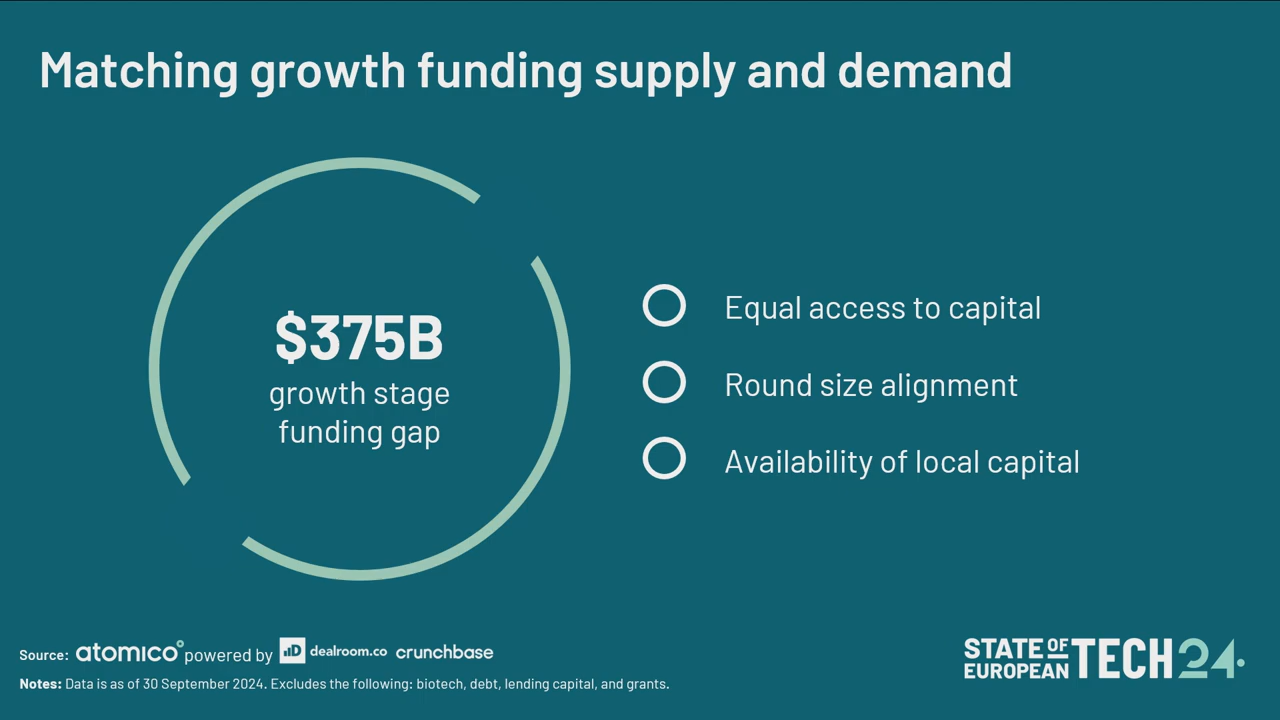 Matching growth funding supply and demand
$375B
growth stage
funding gap
Equal access to capital
Round size alignment
Availability of local capital
Source: atomico powered by dealroom.co crunchbase
Notes: Data is as of 30 September 2024. Excludes the following: biotech, debt, lending capital, and grants.
STATE OF EUROPEAN TECH 24